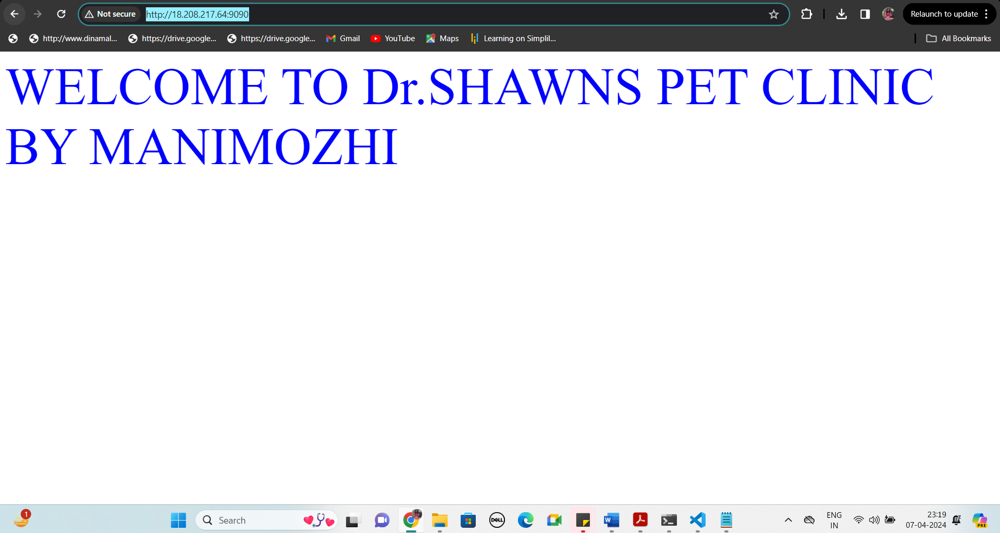 Not secure http://18.208.217.64:9090 Relaunch to update
http://www.dinamal... https://drive.google... https://drive.google... Gmail YouTube Maps Learning on Simplil... All Bookmarks
WELCOME TO Dr.SHAWNS PET CLINIC
BY MANIMOZHI
1 Search DELL W ENG 23:19
IN 07-04-2024 PRE